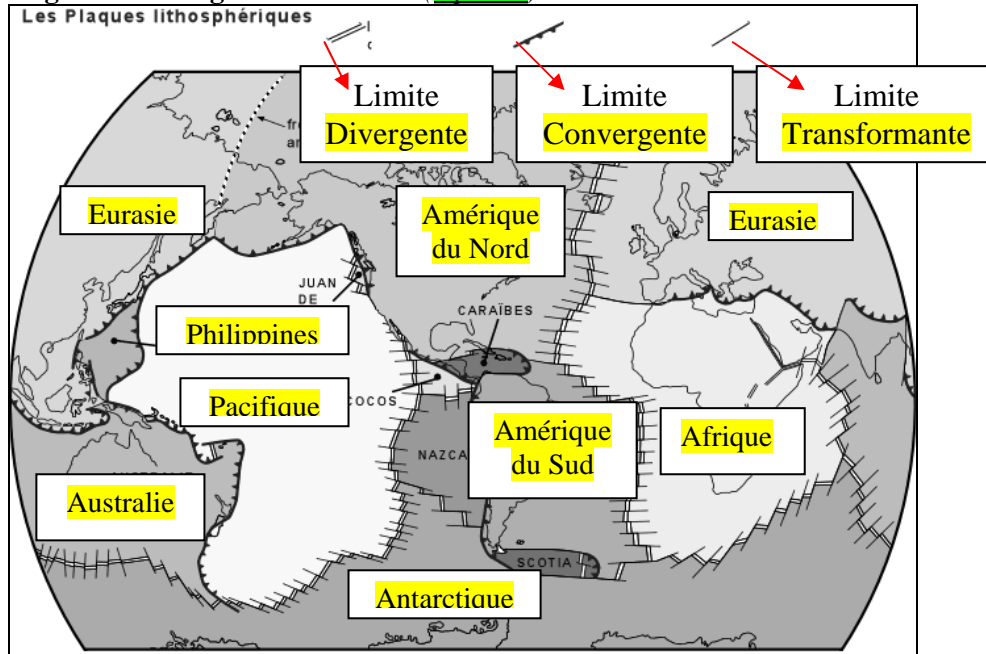 Les Plaques lithosphériques
Limite
Divergente
Limite
Convergente
Limite
Transformante
Eurasie
Amérique
du Nord
Eurasie
JUAN
DE
CARAÏBES
Philippines
Pacifique
COCOS
Amérique
du Sud
Afrique
NAZCA
Australie
SCOTIA
Antarctique